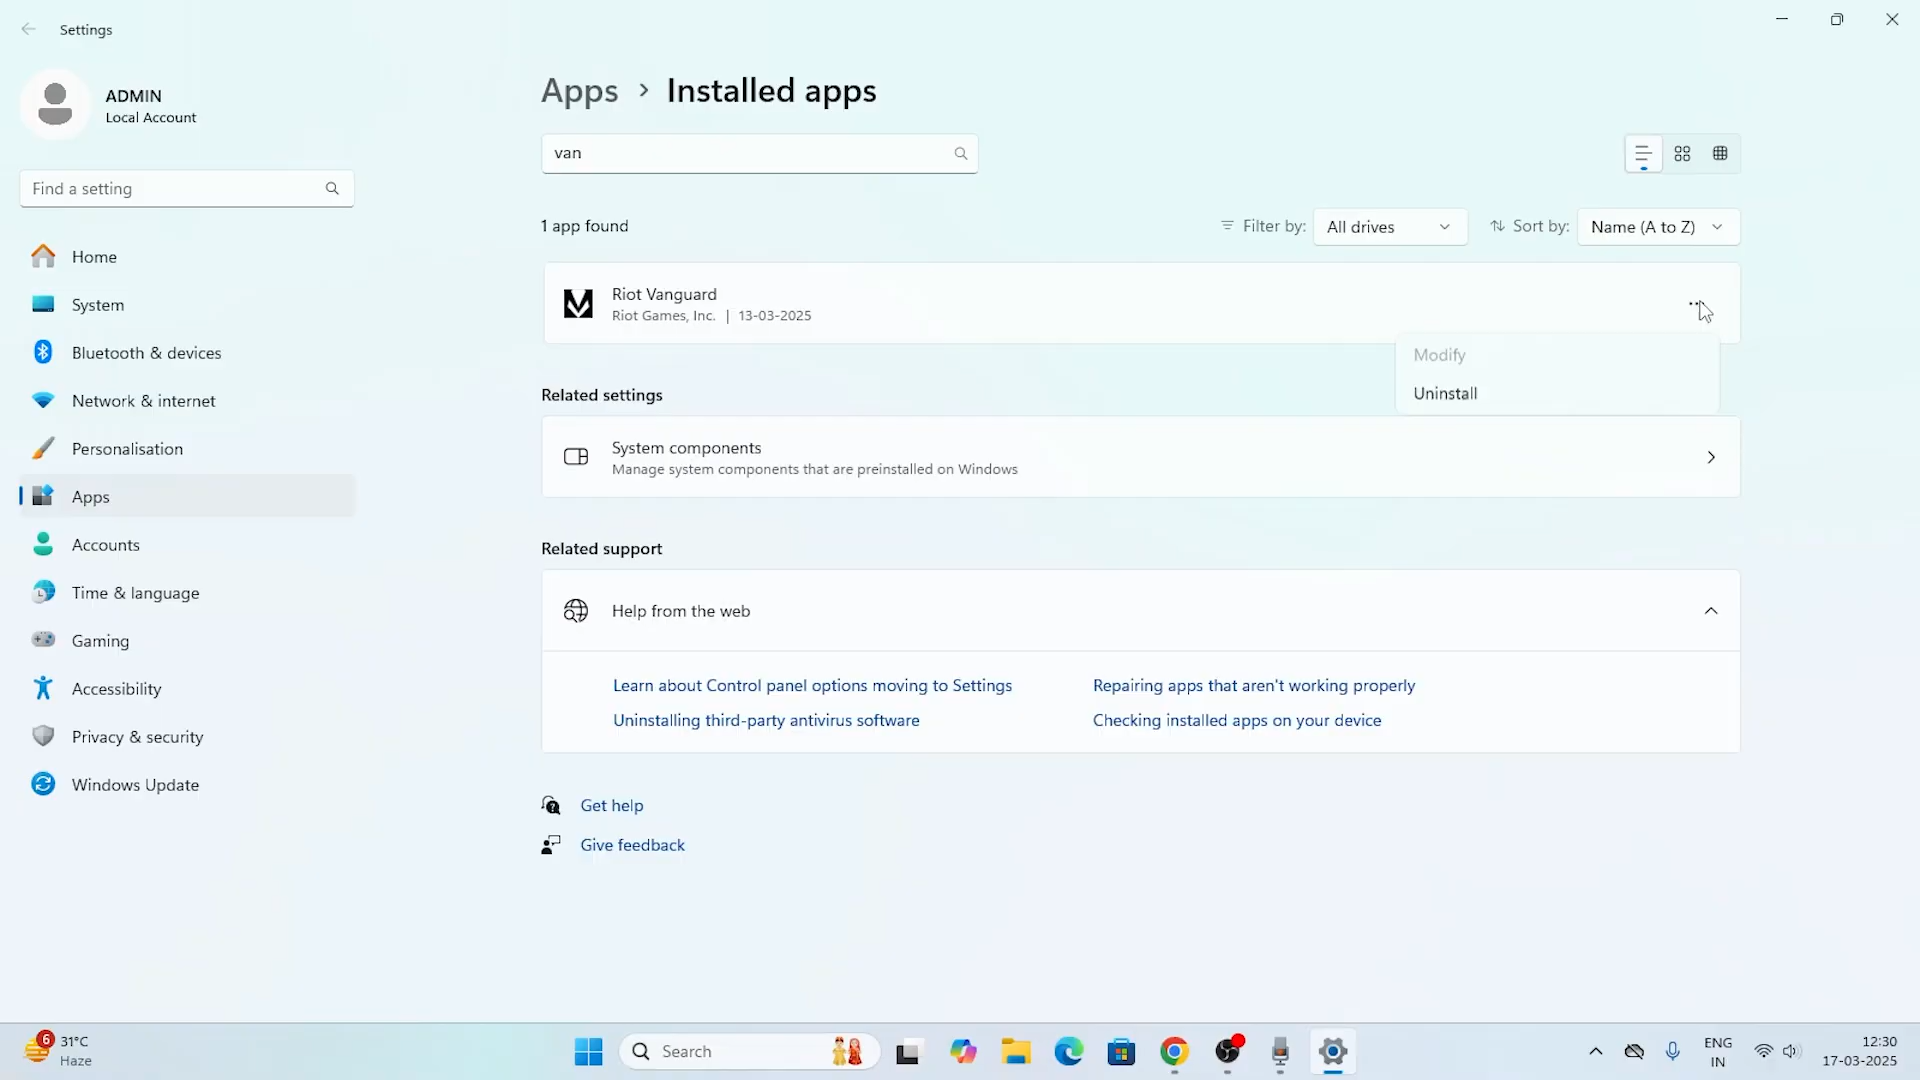 Settings
ADMIN
Local Account
Find a setting
Home
System
Bluetooth & devices
Network & internet
Personalisation
Apps
Accounts
Time & language
Gaming
Accessibility
Privacy & security
Windows Update
Apps > Installed apps
van
1 app found
Filter by: All drives
Sort by: Name (A to Z)
Riot Vanguard
Riot Games, Inc. | 13-03-2025
Modify
Uninstall
Related settings
System components
Manage system components that are preinstalled on Windows
Related support
Help from the web
Learn about Control panel options moving to Settings
Repairing apps that aren't working properly
Uninstalling third-party antivirus software
Checking installed apps on your device
Get help
Give feedback
6
31°C
Haze
Search
ENG
IN
12:30
17-03-2025